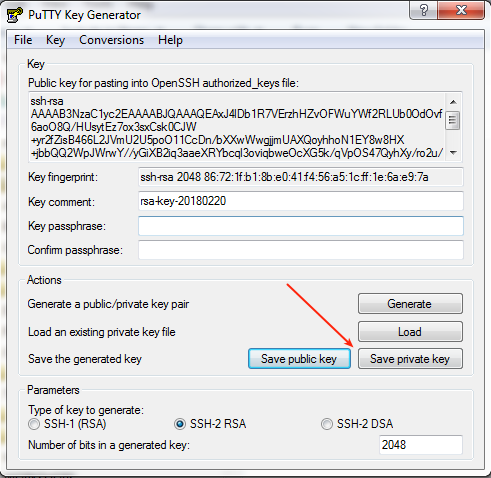 PuTTY Key Generator
?
File Key Conversions Help
Key
Public key for pasting into OpenSSH authorized_keys file:
ssh-rsa
AAAAB3NzaC1yc2EAAAABJQAAAQEAxJ4IDb1R7VErzhHZvOFWuYWf2RLUb0OdOvf
6aoO8Q/HUsytEz7ox3sxCsk0CJW
+yr2fZisB466L2JVmU2U5poO11CcDn/bXXwWwgjjmUAXQoyhhoN1EY8w8HX
+jbbQQ2WpJWrwY//yGiXB2iq3aaeXRYbcql3oviqbweOcXG5k/qVpOS47QyhXy/ro2u/
Key fingerprint: ssh-rsa 2048 86:72:1f:b1:8b:e0:41:f4:56:a5:1c:ff:1e:6a:e9:7a
Key comment: rsa-key-20180220
Key passphrase:
Confirm passphrase:
Actions
Generate a public/private key pair Generate
Load an existing private key file Load
Save the generated key Save public key Save private key
Parameters
Type of key to generate:
SSH-1 (RSA) SSH-2 RSA SSH-2 DSA
Number of bits in a generated key: 2048